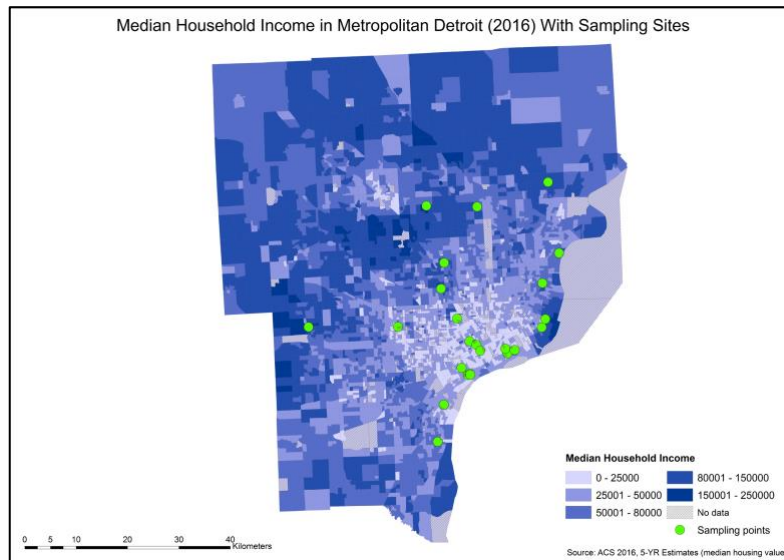 Median Household Income in Metropolitan Detroit (2016) With Sampling Sites
Median Household Income
0 - 25000
25001 - 50000
50001 - 80000
80001 - 150000
150001 - 250000
No data
Sampling points
0 5 10 20 30 40
Kilometers
Source: ACS 2016, 5-YR Estimates (median housing value